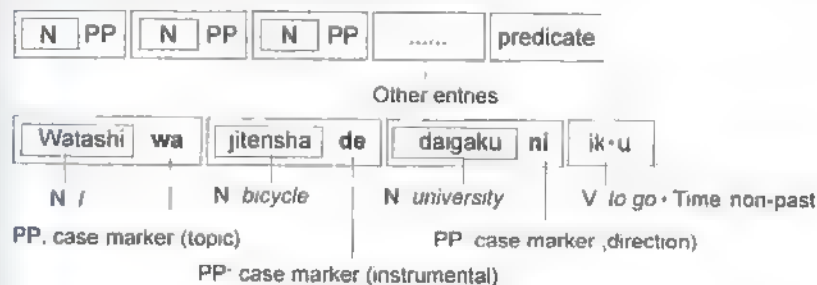 N PP N PP N PP ...... predicate
Other entries
Watashi wa jitensha de daigaku ni ik·u
N I N bicycle N university V to go · Time non-past
PP. case marker (topic) PP case marker (direction)
PP· case marker (instrumental)